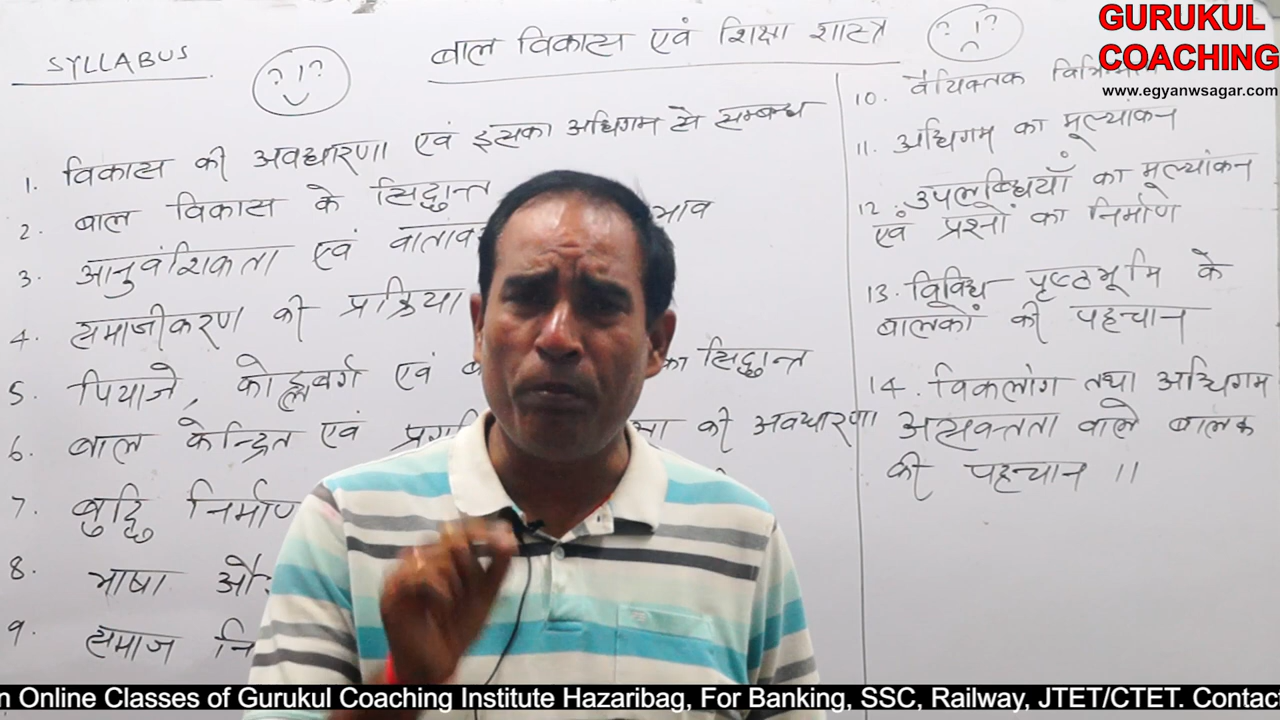 SYLLABUS
बाल विकास एवं शिक्षा शास्त्र
GURUKUL
COACHING
www.egyanwsagar.com
1. विकास की अवधारणा एवं इसका अधिगम से सम्बन्ध
2. बाल विकास के सिद्धान्त
3. आनुवंशिकता एवं
4. समाजीकरण की प्रक्रिया
5. पियाजे, कोह्लबर्ग एवं का सिद्धान्त
6. बाल केन्द्रित एवं की अवधारणा
7. बुद्धि निर्माण
8. भाषा
9. समाज
10. वैयक्तिक
11. अधिगम का मूल्यांकन
12. उपलब्धियाँ का मूल्यांकन
एवं प्रश्नों का निर्माण
13. विविध पृष्ठभूमि के
बालकों की पहचान
14. विकलांग तथा अधिगम
वाले बालक
की पहचान ॥
n Online Classes of Gurukul Coaching Institute Hazaribag, For Banking, SSC, Railway, JTET/CTET. Contac